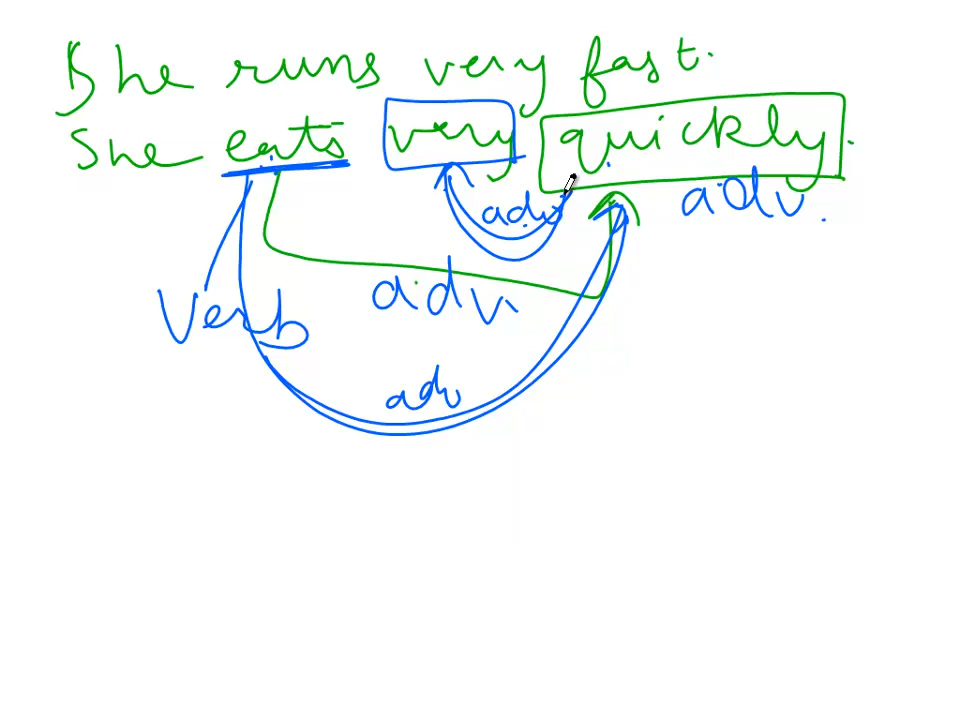 She runs very fast.
She eats very quickly.
adv adv.
Verb adv.
adv